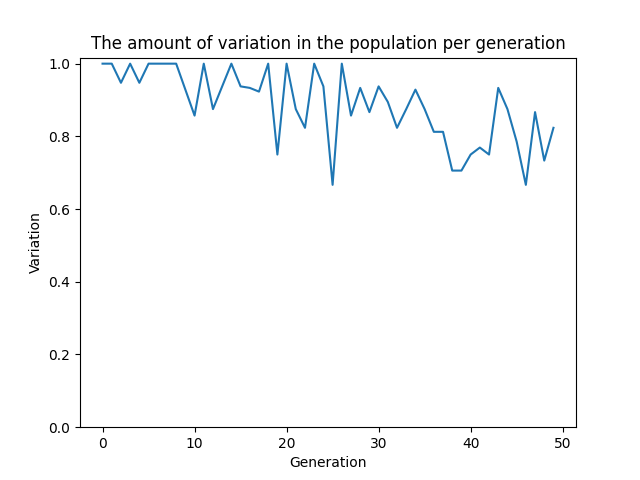 The amount of variation in the population per generation
1.0
0.8
0.6
0.4
0.2
0.0
Variation
0 10 20 30 40 50
Generation